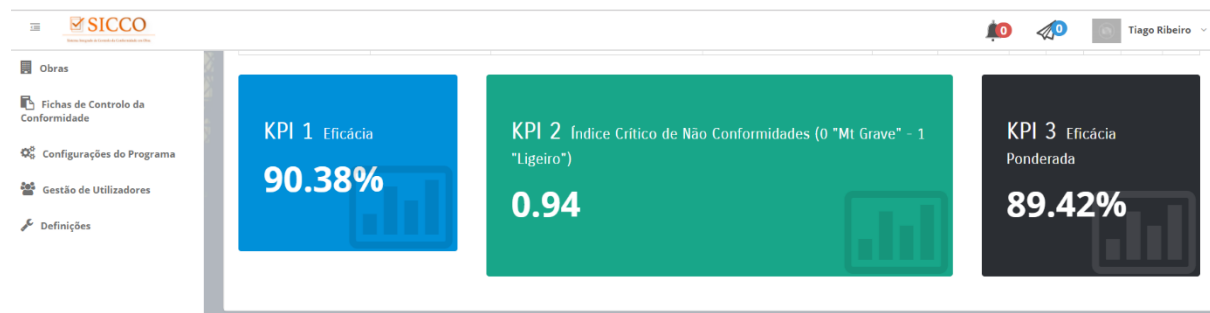 SICCO
0
0
Tiago Ribeiro
Obras
Fichas de Controlo da
Conformidade
Configurações do Programa
Gestão de Utilizadores
Definições
KPI 1 Eficácia
90.38%
KPI 2 Índice Crítico de Não Conformidades (0 "Mt Grave" - 1
"Ligeiro")
0.94
KPI 3 Eficácia
Ponderada
89.42%